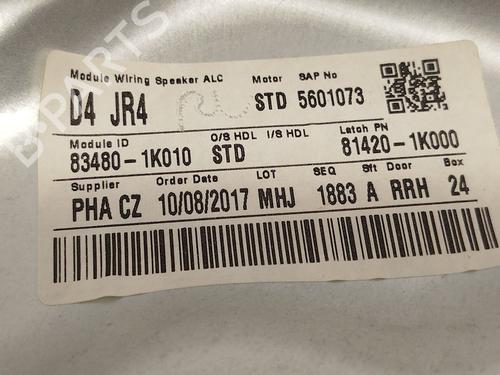 Module Wiring Speaker ALC Motor SAP No
D4 JR4 STD 5601073
Module ID O/S HDL I/S HDL Latch PN
83480-1K010 STD 81420-1K000
Supplier Order Date LOT SEQ Sft Door Box
PHA CZ 10/08/2017 MHJ 1883 A RRH 24
B-PARTS